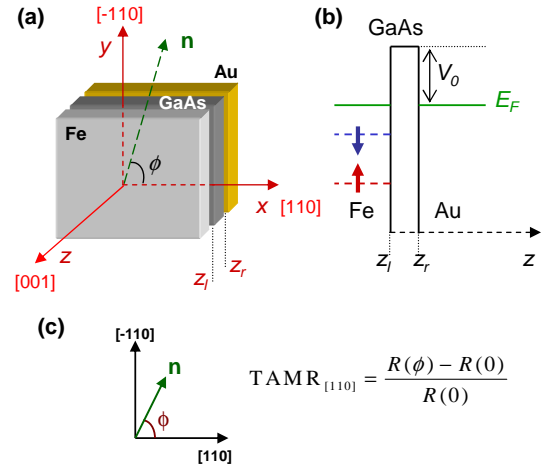 (a)
[-110]
y
n
Au
GaAs
Fe
ϕ
x [110]
z
[001]
z_l z_r
(b)
GaAs
V_0
E_F
Fe Au
z_l z_r z
(c)
[-110]
n
ϕ
[110]
TAMR_[110] = (R(ϕ) − R(0)) / R(0)